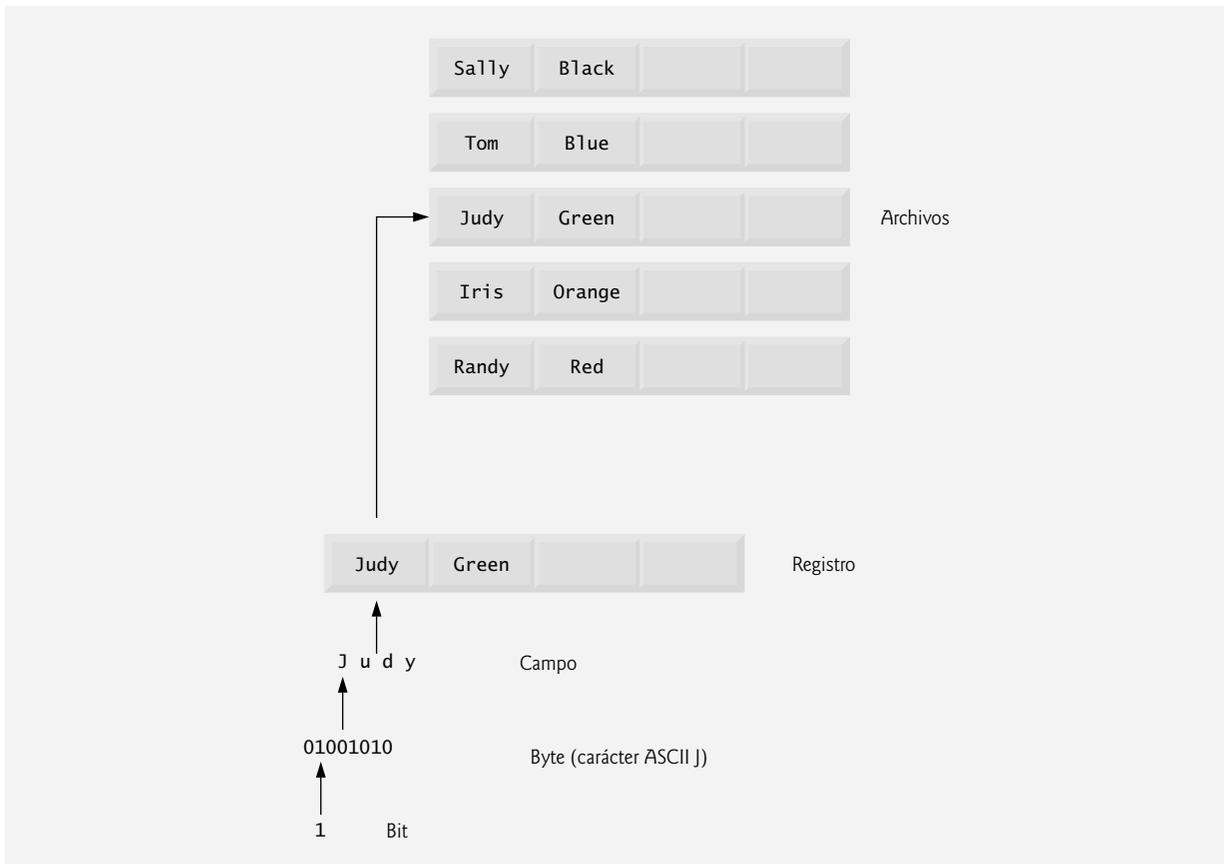 Sally Black
Tom Blue
Judy Green Archivos
Iris Orange
Randy Red
Judy Green Registro
J u d y Campo
01001010
Byte (carácter ASCII J)
1 Bit